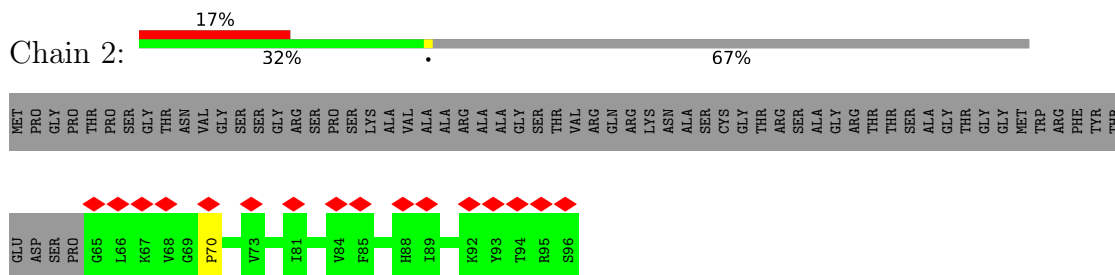 17%
Chain 2:
32% • 67%
MET PRO GLY PRO THR PRO SER GLY THR ASN VAL GLY SER SER GLY ARG SER PRO SER LYS ALA VAL ALA ALA ARG ALA ALA GLY SER THR VAL ARG GLN ARG LYS ASN ALA SER CYS GLY THR ARG SER ALA GLY ARG THR THR SER ALA GLY THR GLY GLY MET TRP ARG PHE TYR THR
GLU ASP SER PRO G65 L66 K67 V68 G69 P70 V73 I81 V84 F85 H88 I89 K92 Y93 T94 R95 S96